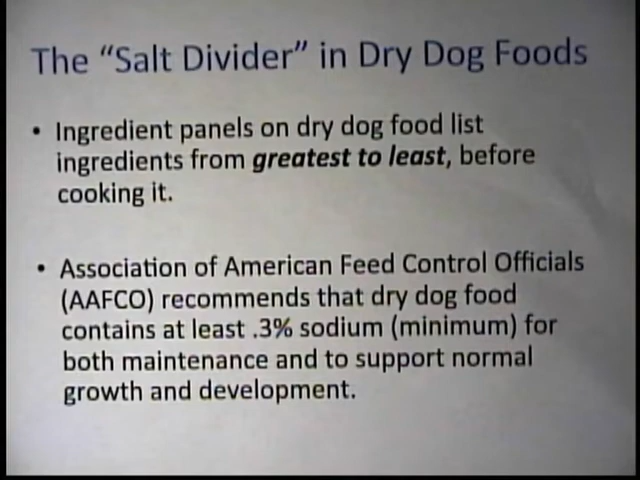 The “Salt Divider” in Dry Dog Foods
• Ingredient panels on dry dog food list
ingredients from greatest to least, before
cooking it.
• Association of American Feed Control Officials
(AAFCO) recommends that dry dog food
contains at least .3% sodium (minimum) for
both maintenance and to support normal
growth and development.